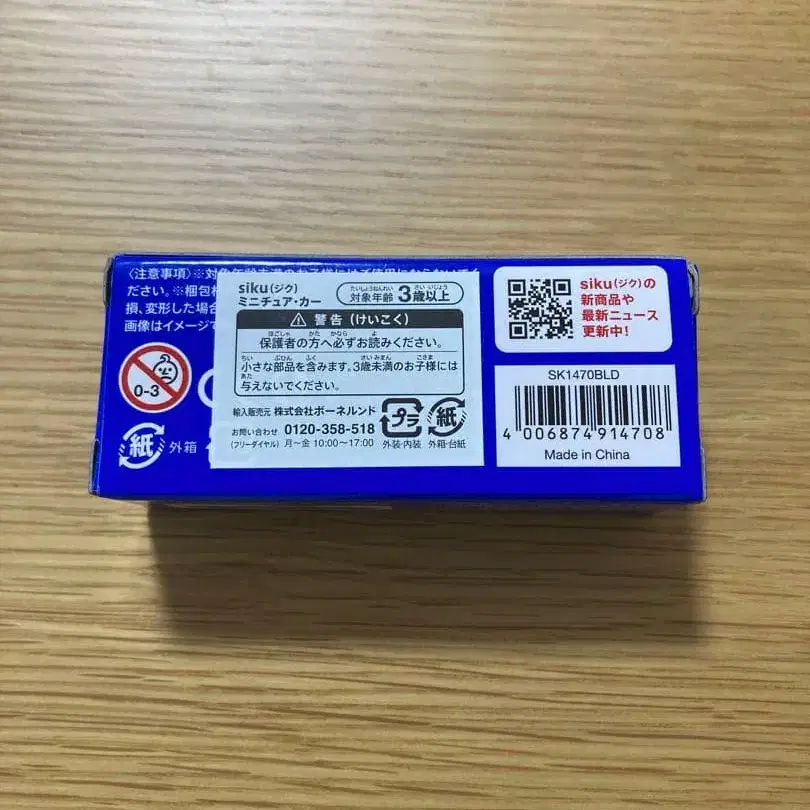 〈注意事項〉※対象年齢未満のお子様にはご使用にならないでく
ださい。※梱包
損、変形した場合
画像はイメージで
0-3
紙
外箱
siku(ジク)
ミニチュア・カー
たいしょうねんれい さい いじょう
対象年齢 3歳以上
警告(けいこく)
ほごしゃ かた かなら よ
保護者の方へ必ずお読みください。
ちい ぶひん ふく さい みまん こさま
小さな部品を含みます。3歳未満のお子様には
あた
与えないでください。
輸入販売元 株式会社ボーネルンド
お問い合わせ 0120-358-518
(フリーダイヤル) 月〜金 10:00〜17:00
プラ
外装・内装
紙
外箱・台紙
siku(ジク)の
新商品や
最新ニュース
更新中!
SK1470BLD
4 006874 914708
Made in China